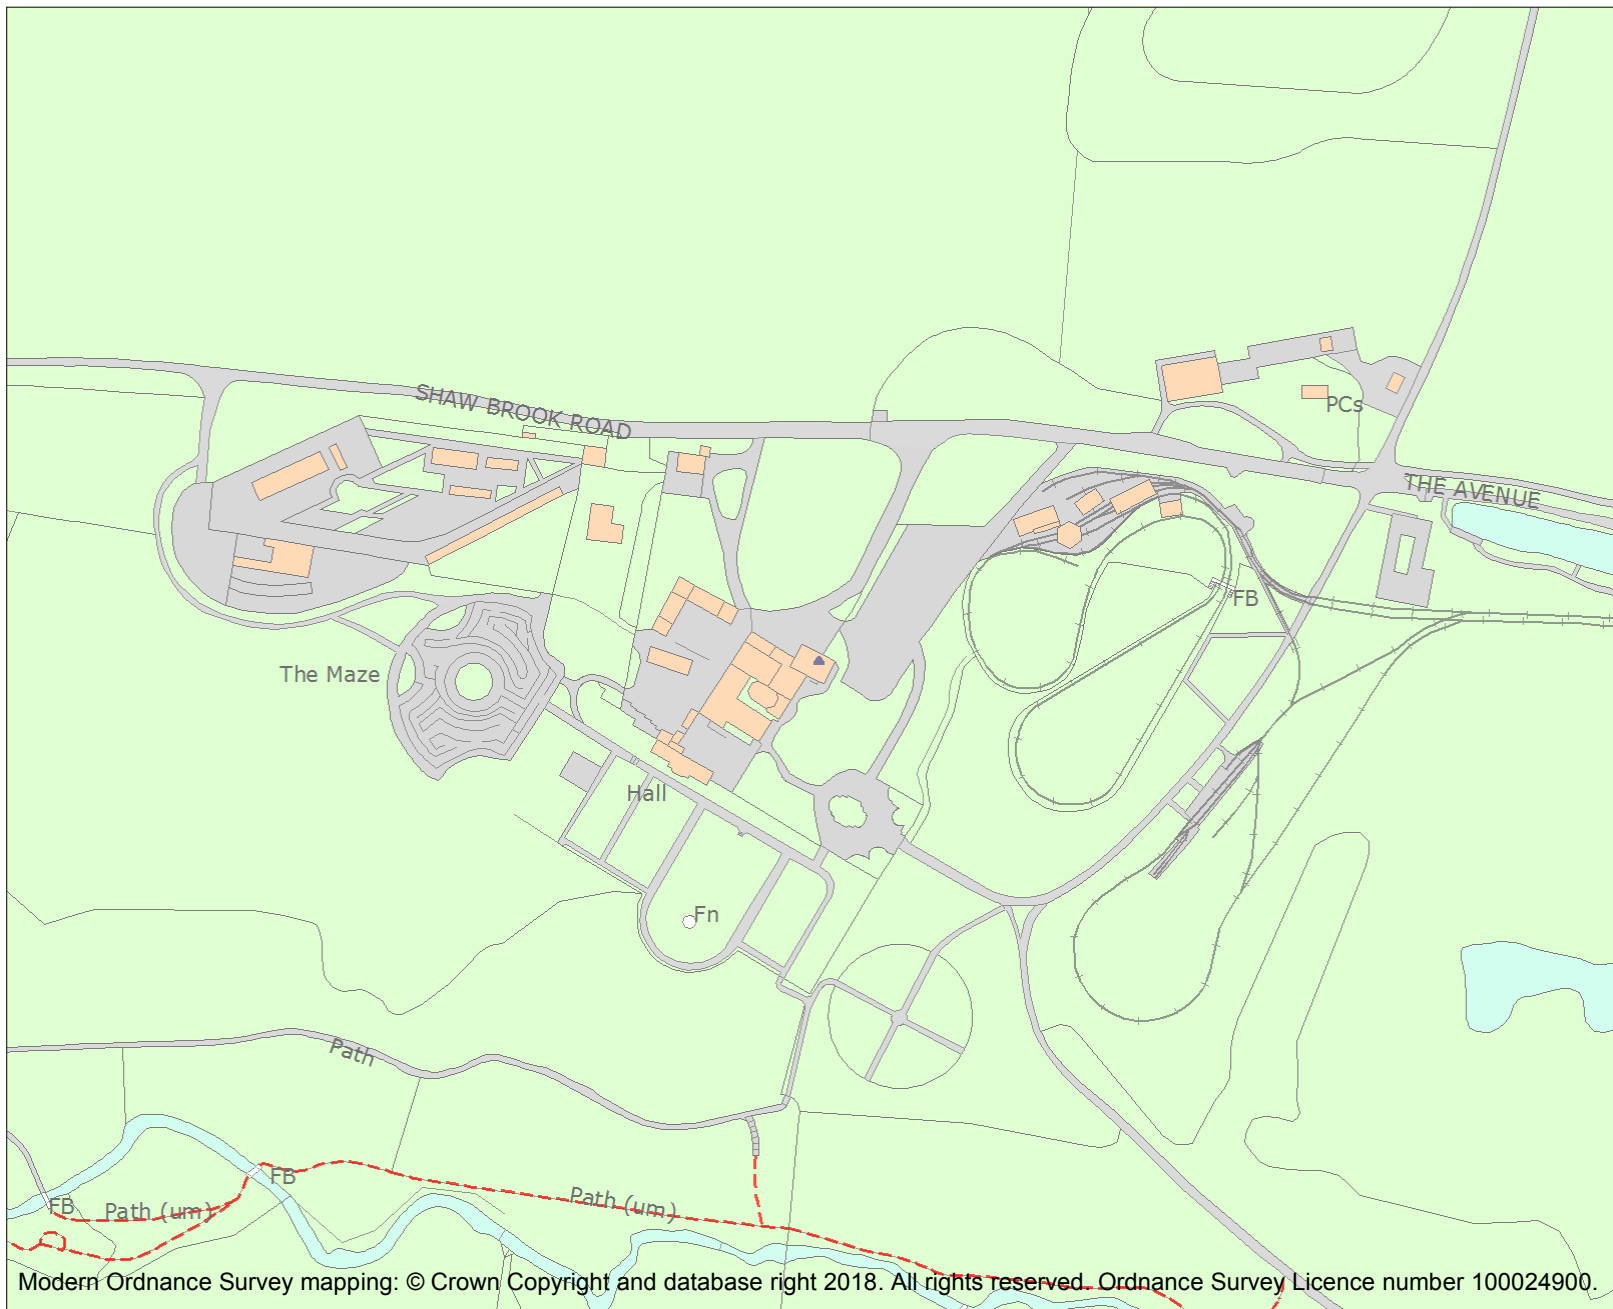 SHAW BROOK ROAD
PCs
THE AVENUE
FB
The Maze
Hall
Fn
Path
FB
FB
Path (um)
Path (um)
Modern Ordnance Survey mapping: © Crown Copyright and database right 2018. All rights reserved. Ordnance Survey Licence number 100024900.